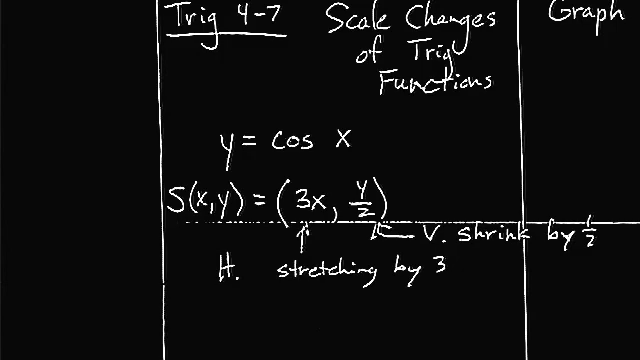 Trig 4-7
Scale Changes
of Trig
Functions
Graph
y = cos x
S(x,y) = (3x, y/2)
V. shrink by 1/2
H. stretching by 3